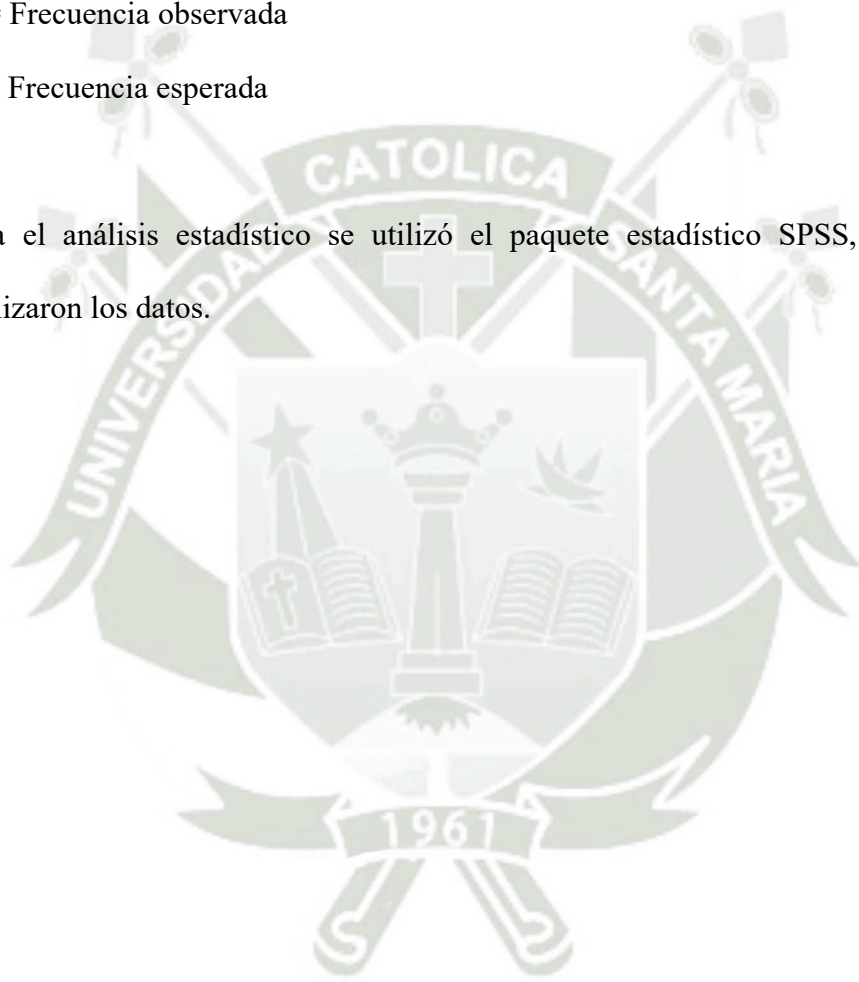 = Frecuencia observada
Frecuencia esperada
CATOLICA
a el análisis estadístico se utilizó el paquete estadístico SPSS,
lizaron los datos.
UNIVERSIDAD
SANTA MARIA
1961